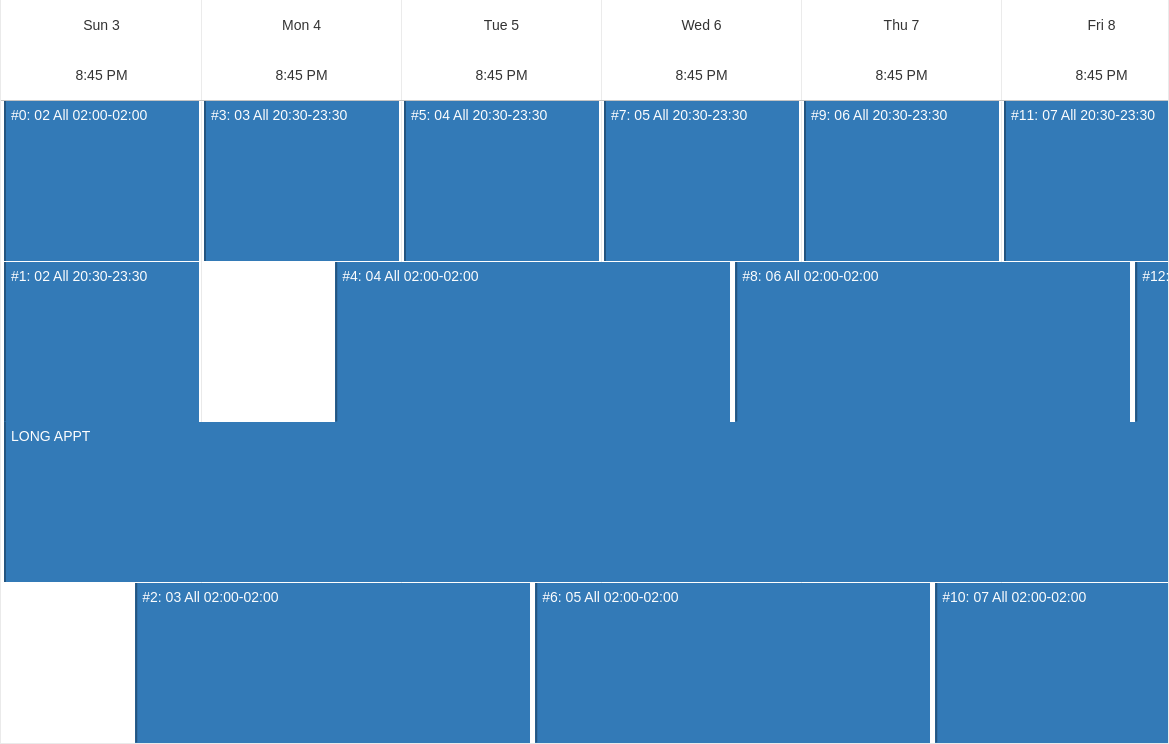 Sun 3 Mon 4 Tue 5 Wed 6 Thu 7 Fri 8
8:45 PM 8:45 PM 8:45 PM 8:45 PM 8:45 PM 8:45 PM
#0: 02 All 02:00-02:00 #3: 03 All 20:30-23:30 #5: 04 All 20:30-23:30 #7: 05 All 20:30-23:30 #9: 06 All 20:30-23:30 #11: 07 All 20:30-23:30
#1: 02 All 20:30-23:30 #4: 04 All 02:00-02:00 #8: 06 All 02:00-02:00 #12:
LONG APPT
#2: 03 All 02:00-02:00 #6: 05 All 02:00-02:00 #10: 07 All 02:00-02:00